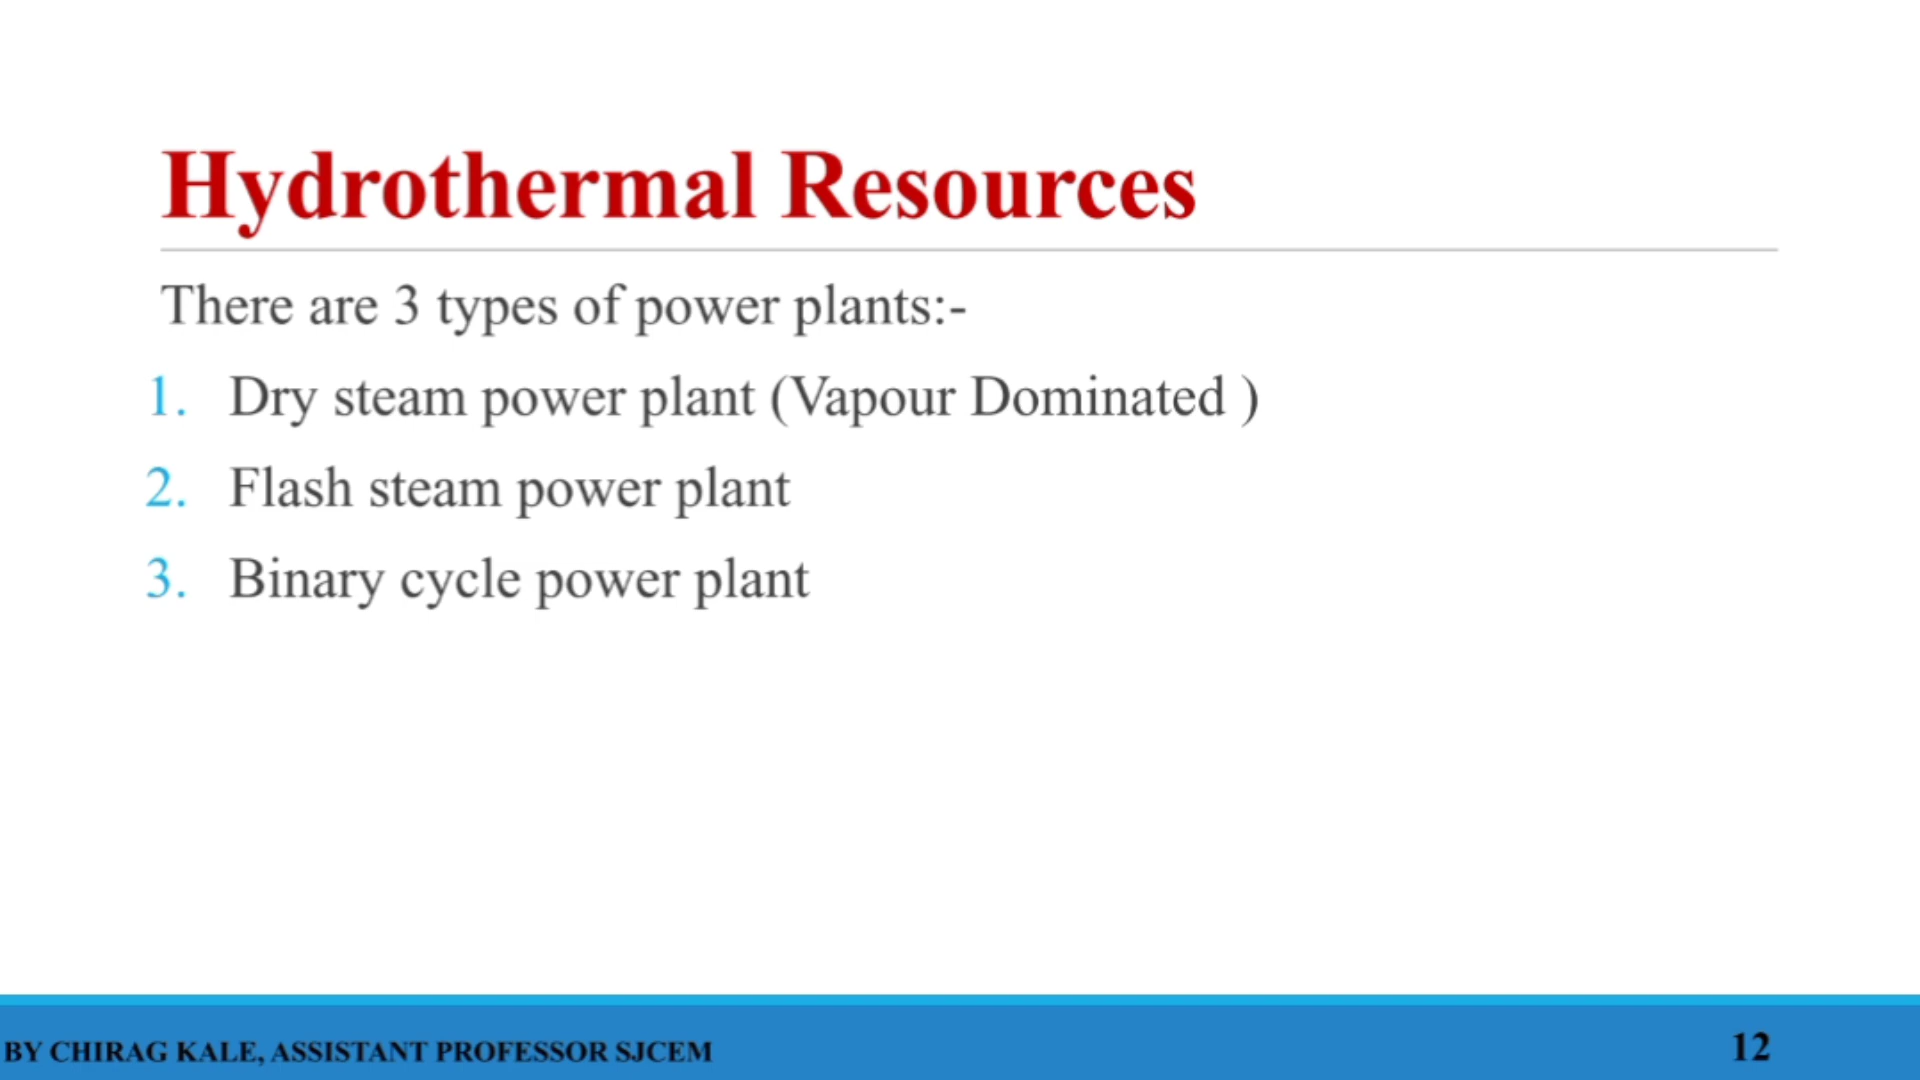 Hydrothermal Resources
There are 3 types of power plants:-
1. Dry steam power plant (Vapour Dominated )
2. Flash steam power plant
3. Binary cycle power plant
BY CHIRAG KALE, ASSISTANT PROFESSOR SJCEM
12